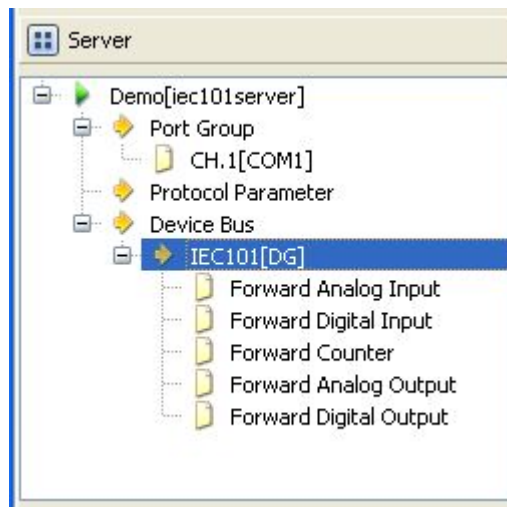 Server
Demo[iec101server]
Port Group
CH.1[COM1]
Protocol Parameter
Device Bus
IEC101[DG]
Forward Analog Input
Forward Digital Input
Forward Counter
Forward Analog Output
Forward Digital Output